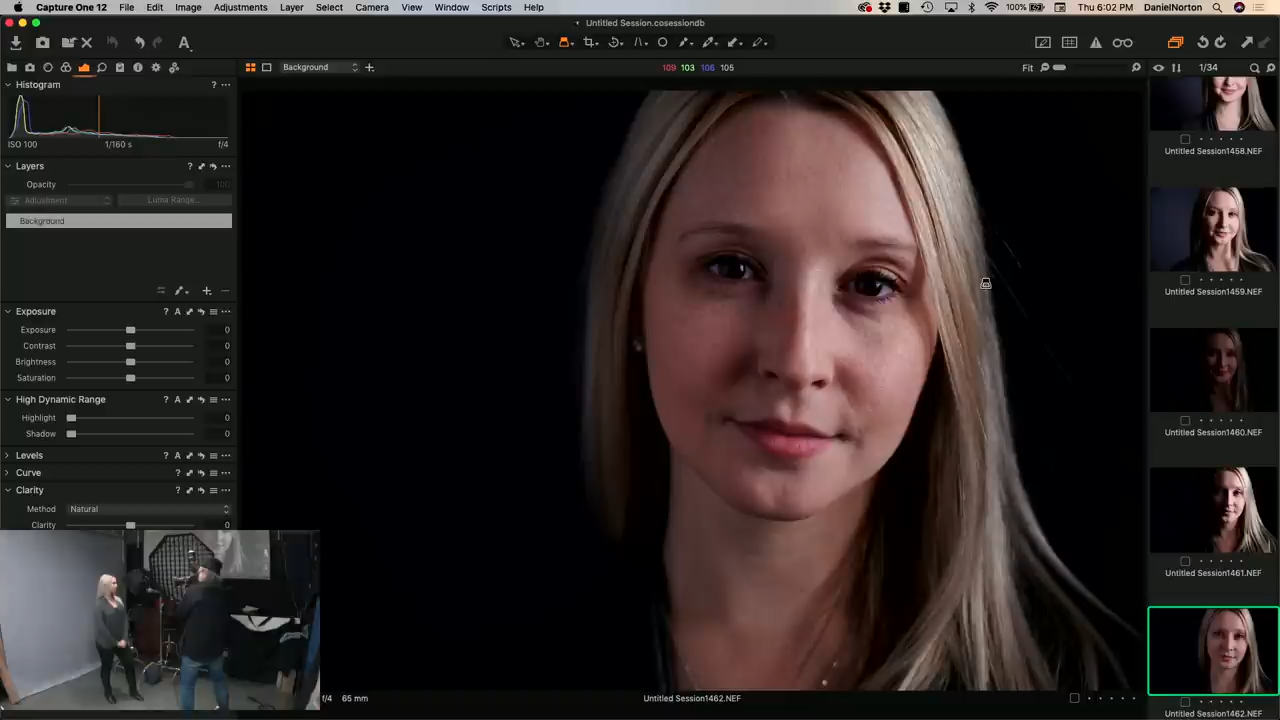 Capture One 12 File Edit View Image Adjustments Layer Select Camera View Window Scripts Help 100% Thu 6:02 PM DanielNorton
Untitled Session.cosessiondb
A
Background 109 103 106 105 Fit 1/34
Histogram ?
ISO 100 1/160 s f/4
Layers ?
Opacity 100
Adjustment Luma Range...
Background
Exposure ? A
Exposure 0
Contrast 0
Brightness 0
Saturation 0
High Dynamic Range ? A
Highlight 0
Shadow 0
Levels ? A
Curve ? A
Clarity ?
Method Natural
Clarity 0
f/4 65 mm Untitled Session1462.NEF
Untitled Session1458.NEF
Untitled Session1459.NEF
Untitled Session1460.NEF
Untitled Session1461.NEF
Untitled Session1462.NEF